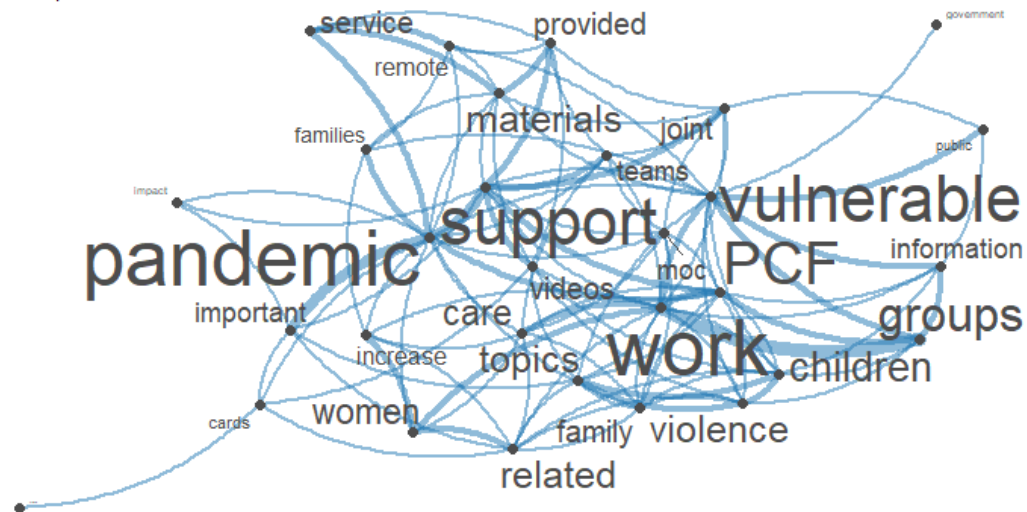 government
service
provided
remote
materials
joint
families
public
teams
impact
vulnerable
support
pandemic
information
PCF
moc
videos
important
care
groups
work
increase
topics
children
women
cards
family
violence
related